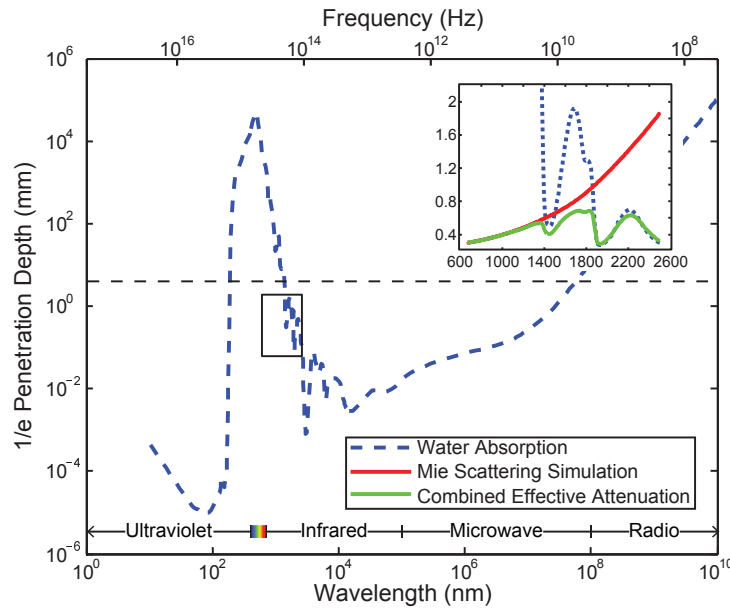 Frequency (Hz)
10^16 10^14 10^12 10^10 10^8
10^6
10^4
10^2
10^0
10^-2
10^-4
10^-6
1/e Penetration Depth (mm)
2
1.6
1.2
0.8
0.4
600 1000 1400 1800 2200 2600
Water Absorption
Mie Scattering Simulation
Combined Effective Attenuation
Ultraviolet Infrared Microwave Radio
10^0 10^2 10^4 10^6 10^8 10^10
Wavelength (nm)